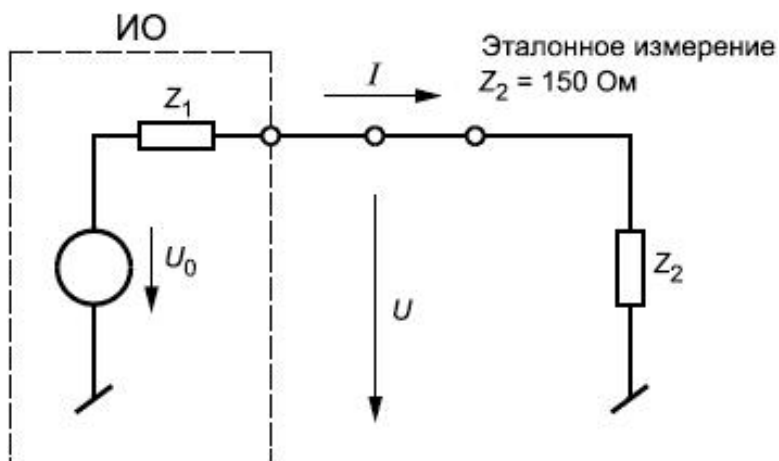 ИО
Эталонное измерение
Z2 = 150 Ом
Z1
I
U0
U
Z2